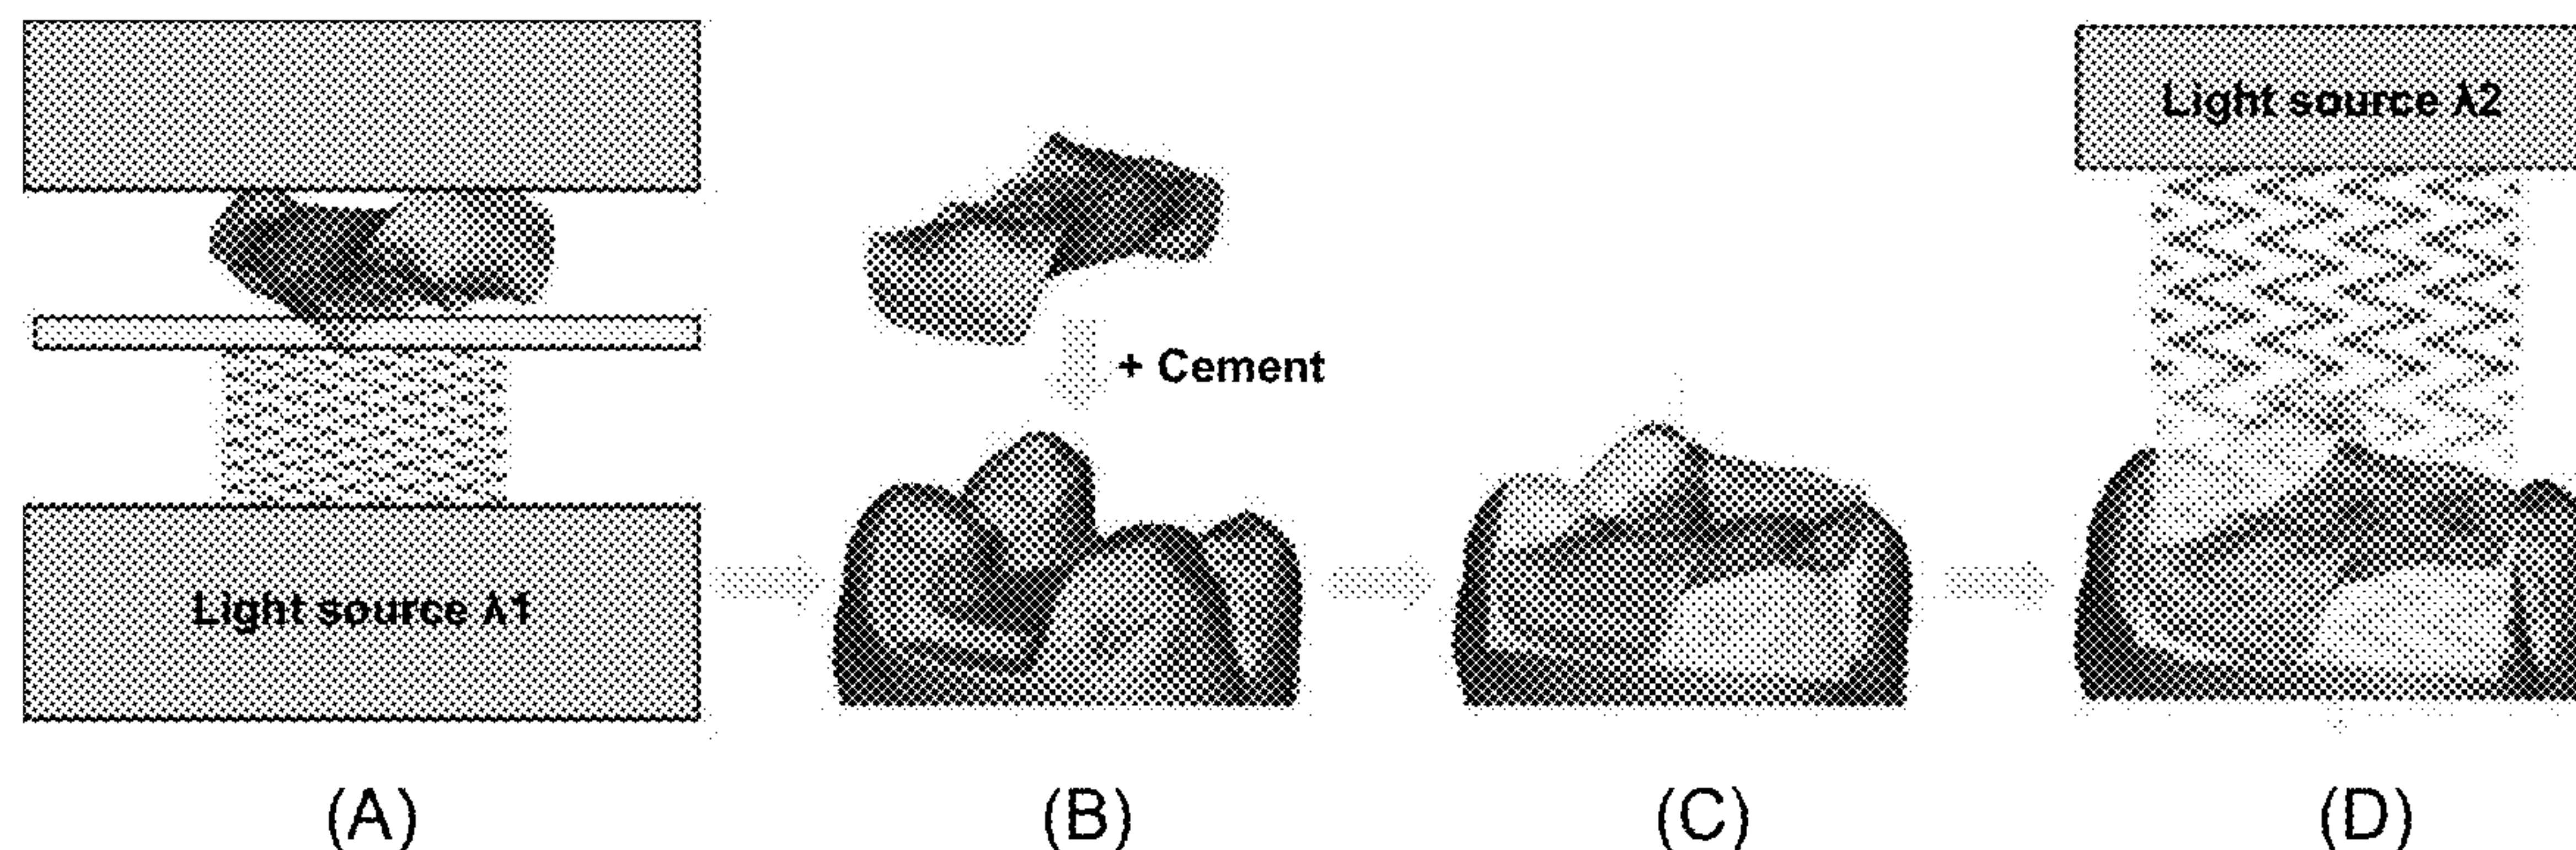 Light source λ2
+ Cement
Light source λ1
(A)
(B)
(C)
(D)